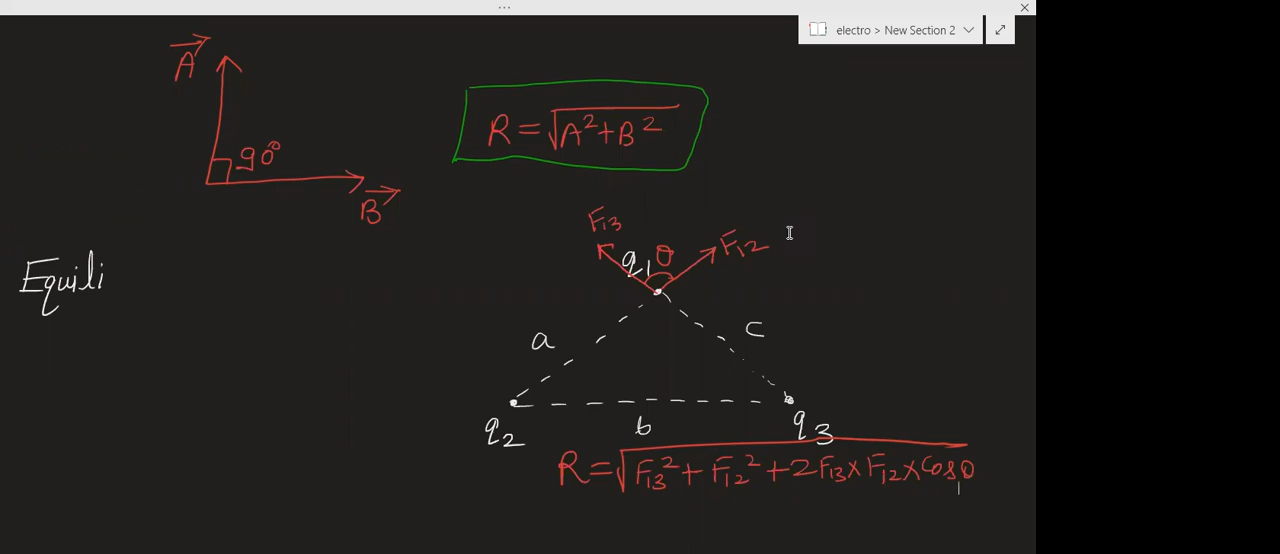 electro > New Section 2
A
90°
B
R = √A² + B²
F₁₃
q₁
θ
F₁₂
Equili
a
c
q₂
b
q₃
R = √F₁₃² + F₁₂² + 2F₁₃ × F₁₂ × Cosθ